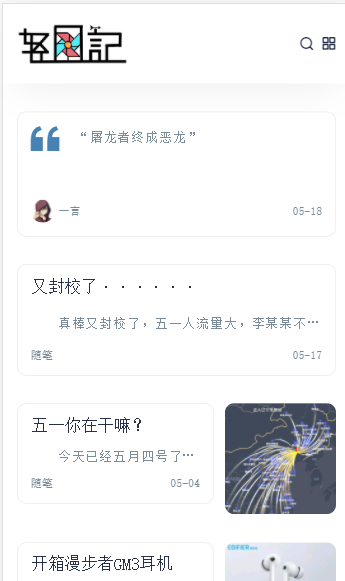 轻图記
“屠龙者终成恶龙”
一言
05-18
又封校了······
真棒又封校了，五一人流量大，李某某不…
随笔
05-17
五一你在干嘛？
今天已经五月四号了…
随笔
05-04
开箱漫步者GM3耳机
EDIFIER